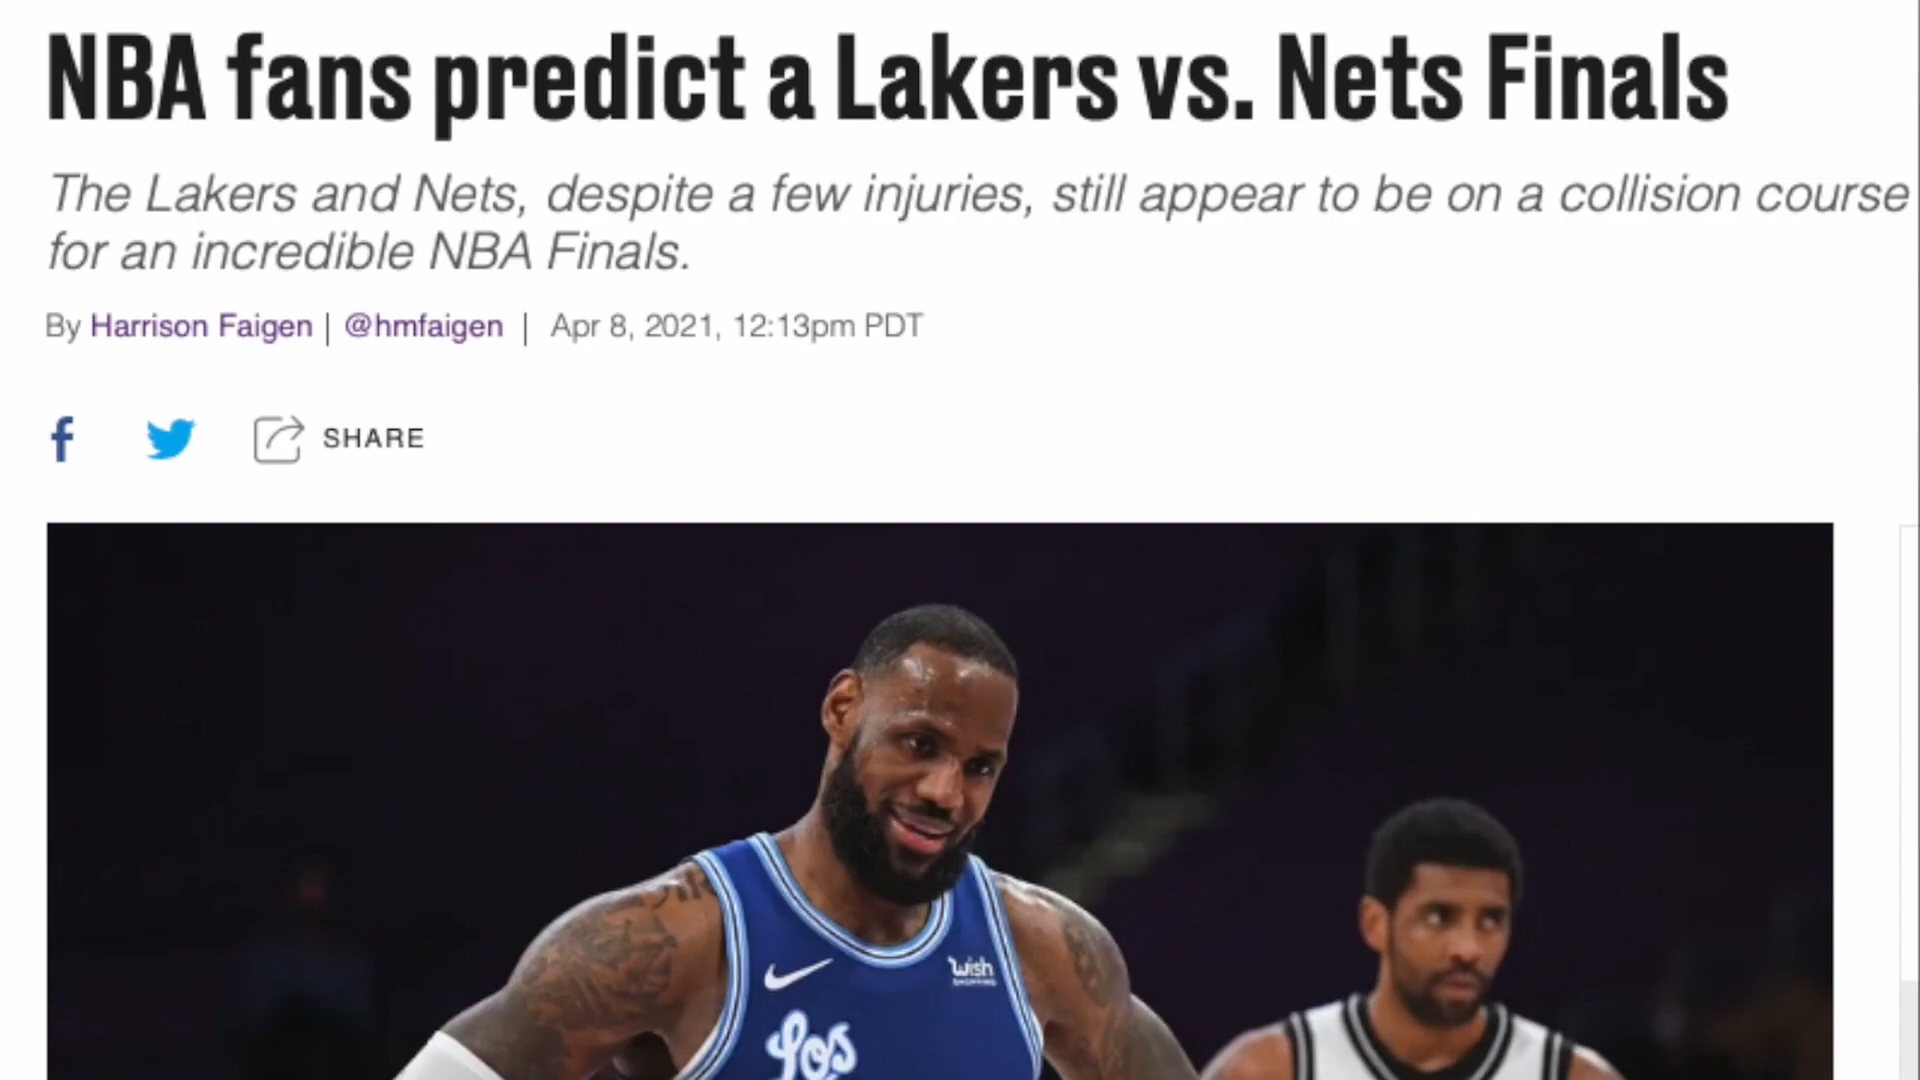 NBA fans predict a Lakers vs. Nets Finals
The Lakers and Nets, despite a few injuries, still appear to be on a collision course
for an incredible NBA Finals.
By Harrison Faigen | @hmfaigen | Apr 8, 2021, 12:13pm PDT
f SHARE
wish
Los